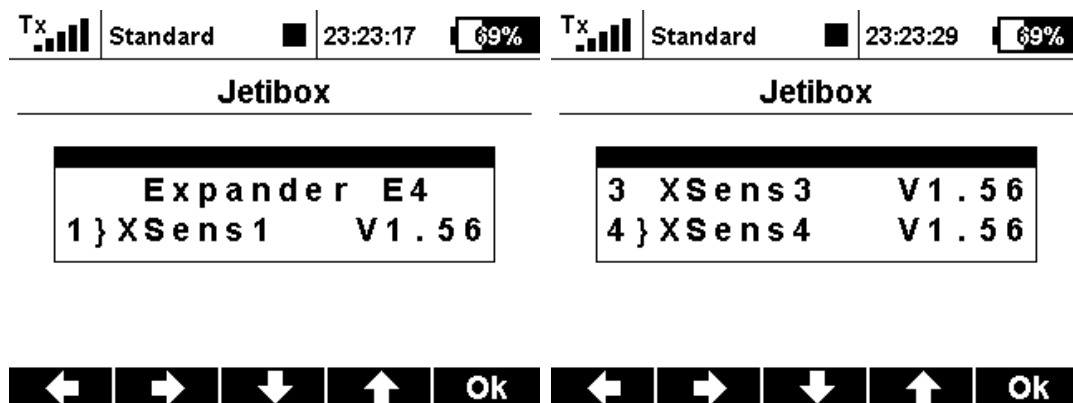 Tx Standard 23:23:17 69%
Jetibox
Expander E4
1}XSens1 V1.56
Ok
Tx Standard 23:23:29 69%
Jetibox
3 XSens3 V1.56
4}XSens4 V1.56
Ok